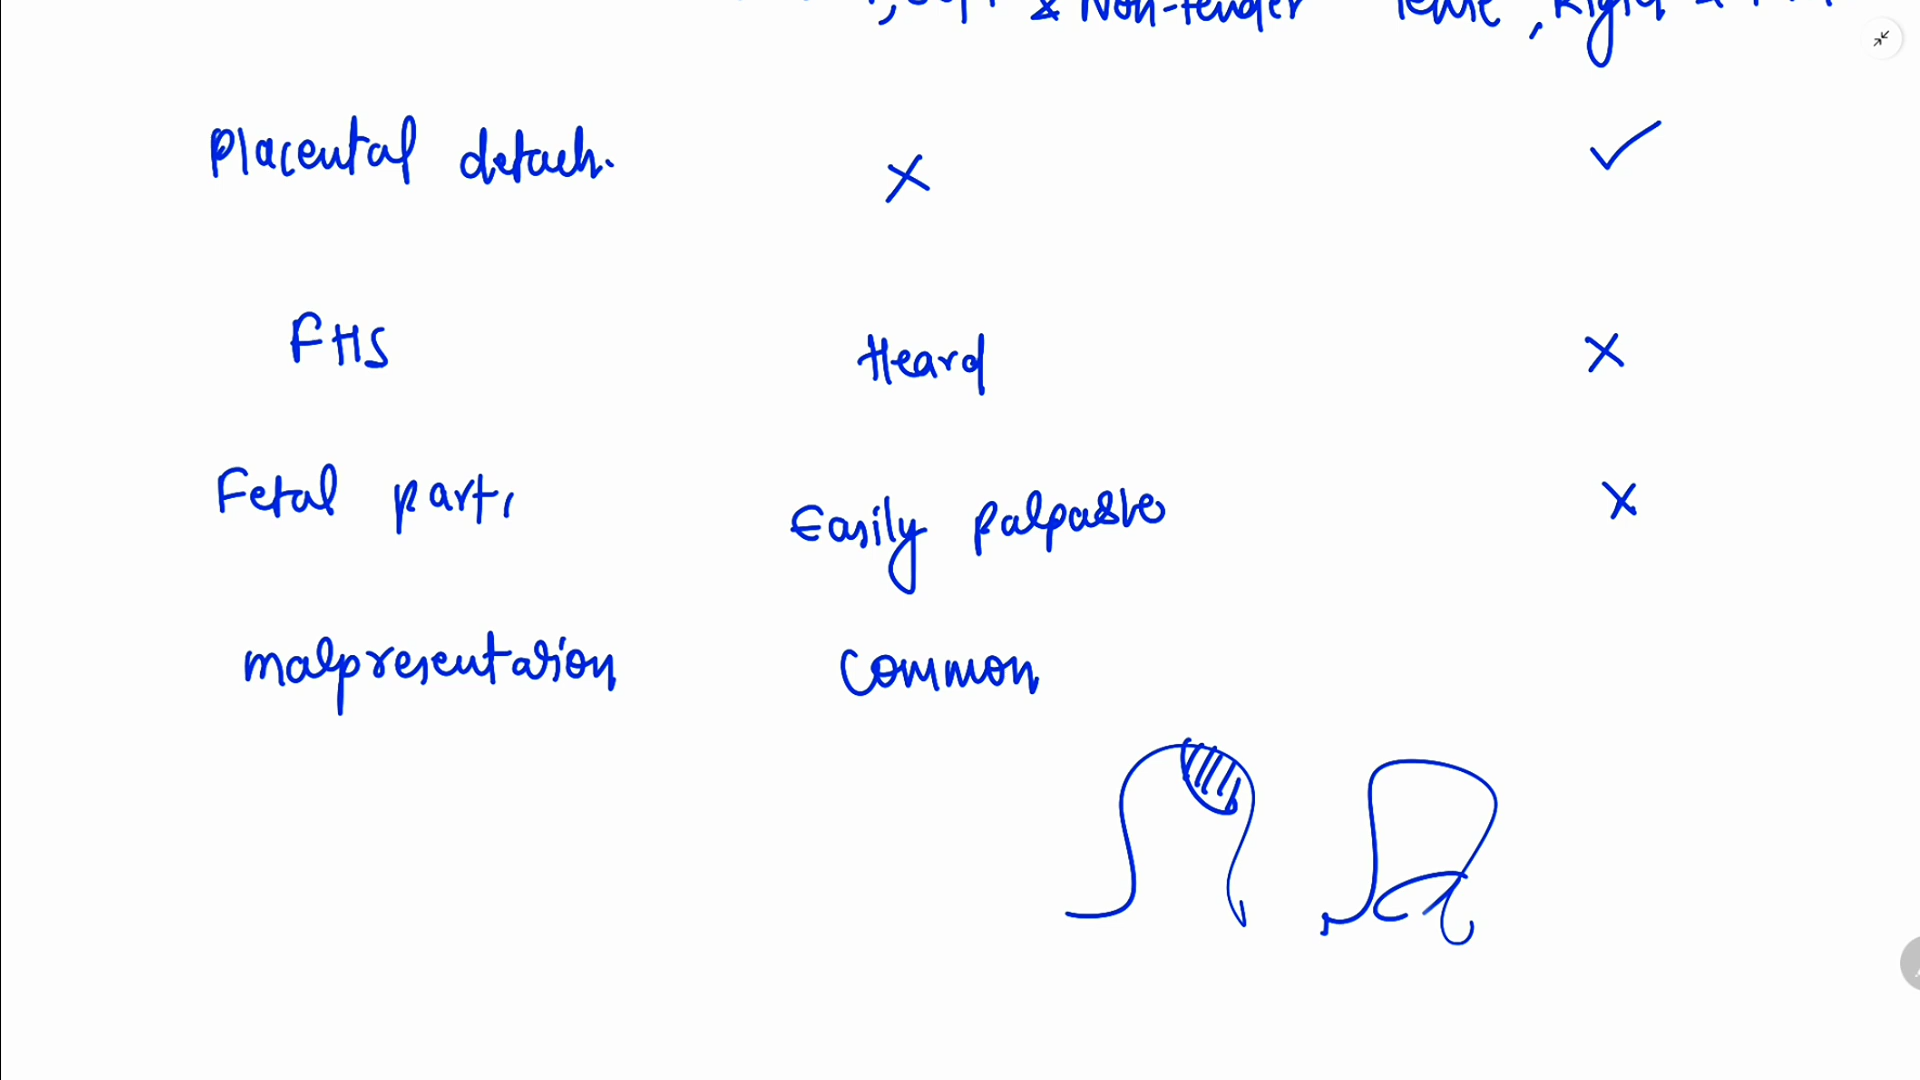 & Non-tender
Placental detach. × ✓
FHS Heard ×
Fetal parts Easily palpable ×
malpresentation Common